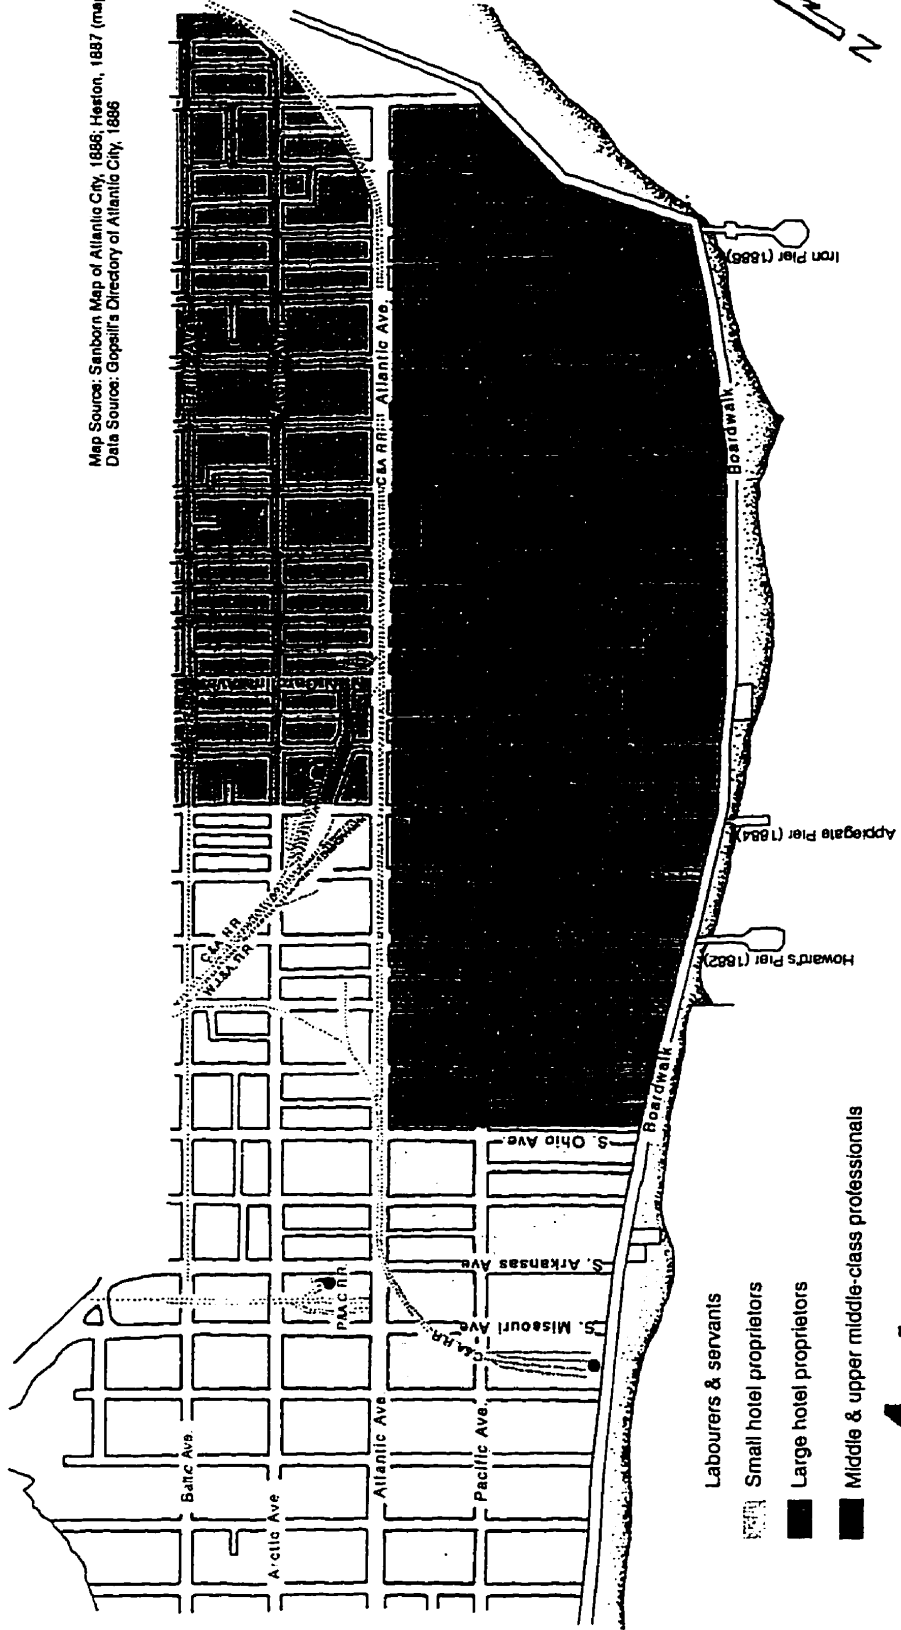 Map Source: Sanborn Map of Atlantic City, 1886; Heston, 1887 (map
Data Source: Gopsill's Directory of Atlantic City, 1886
N
C&A R.R.
Atlantic Ave.
Iron Pier (1886)
Boardwalk
Applegate Pier (1884)
Howard's Pier (1882)
C&A R.R.
W.J.&A. R.R.
Boardwalk
S. Ohio Ave.
S. Arkansas Ave
S. Missouri Ave
P&A.C. R.R.
C&A R.R.
Baltic Ave.
Arctic Ave
Atlantic Ave
Pacific Ave.
Labourers & servants
Small hotel proprietors
Large hotel proprietors
Middle & upper middle-class professionals